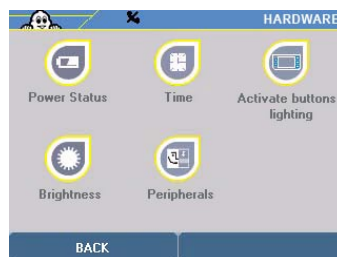 HARDWARE
Power Status
Time
Activate buttons
lighting
Brightness
Peripherals
BACK